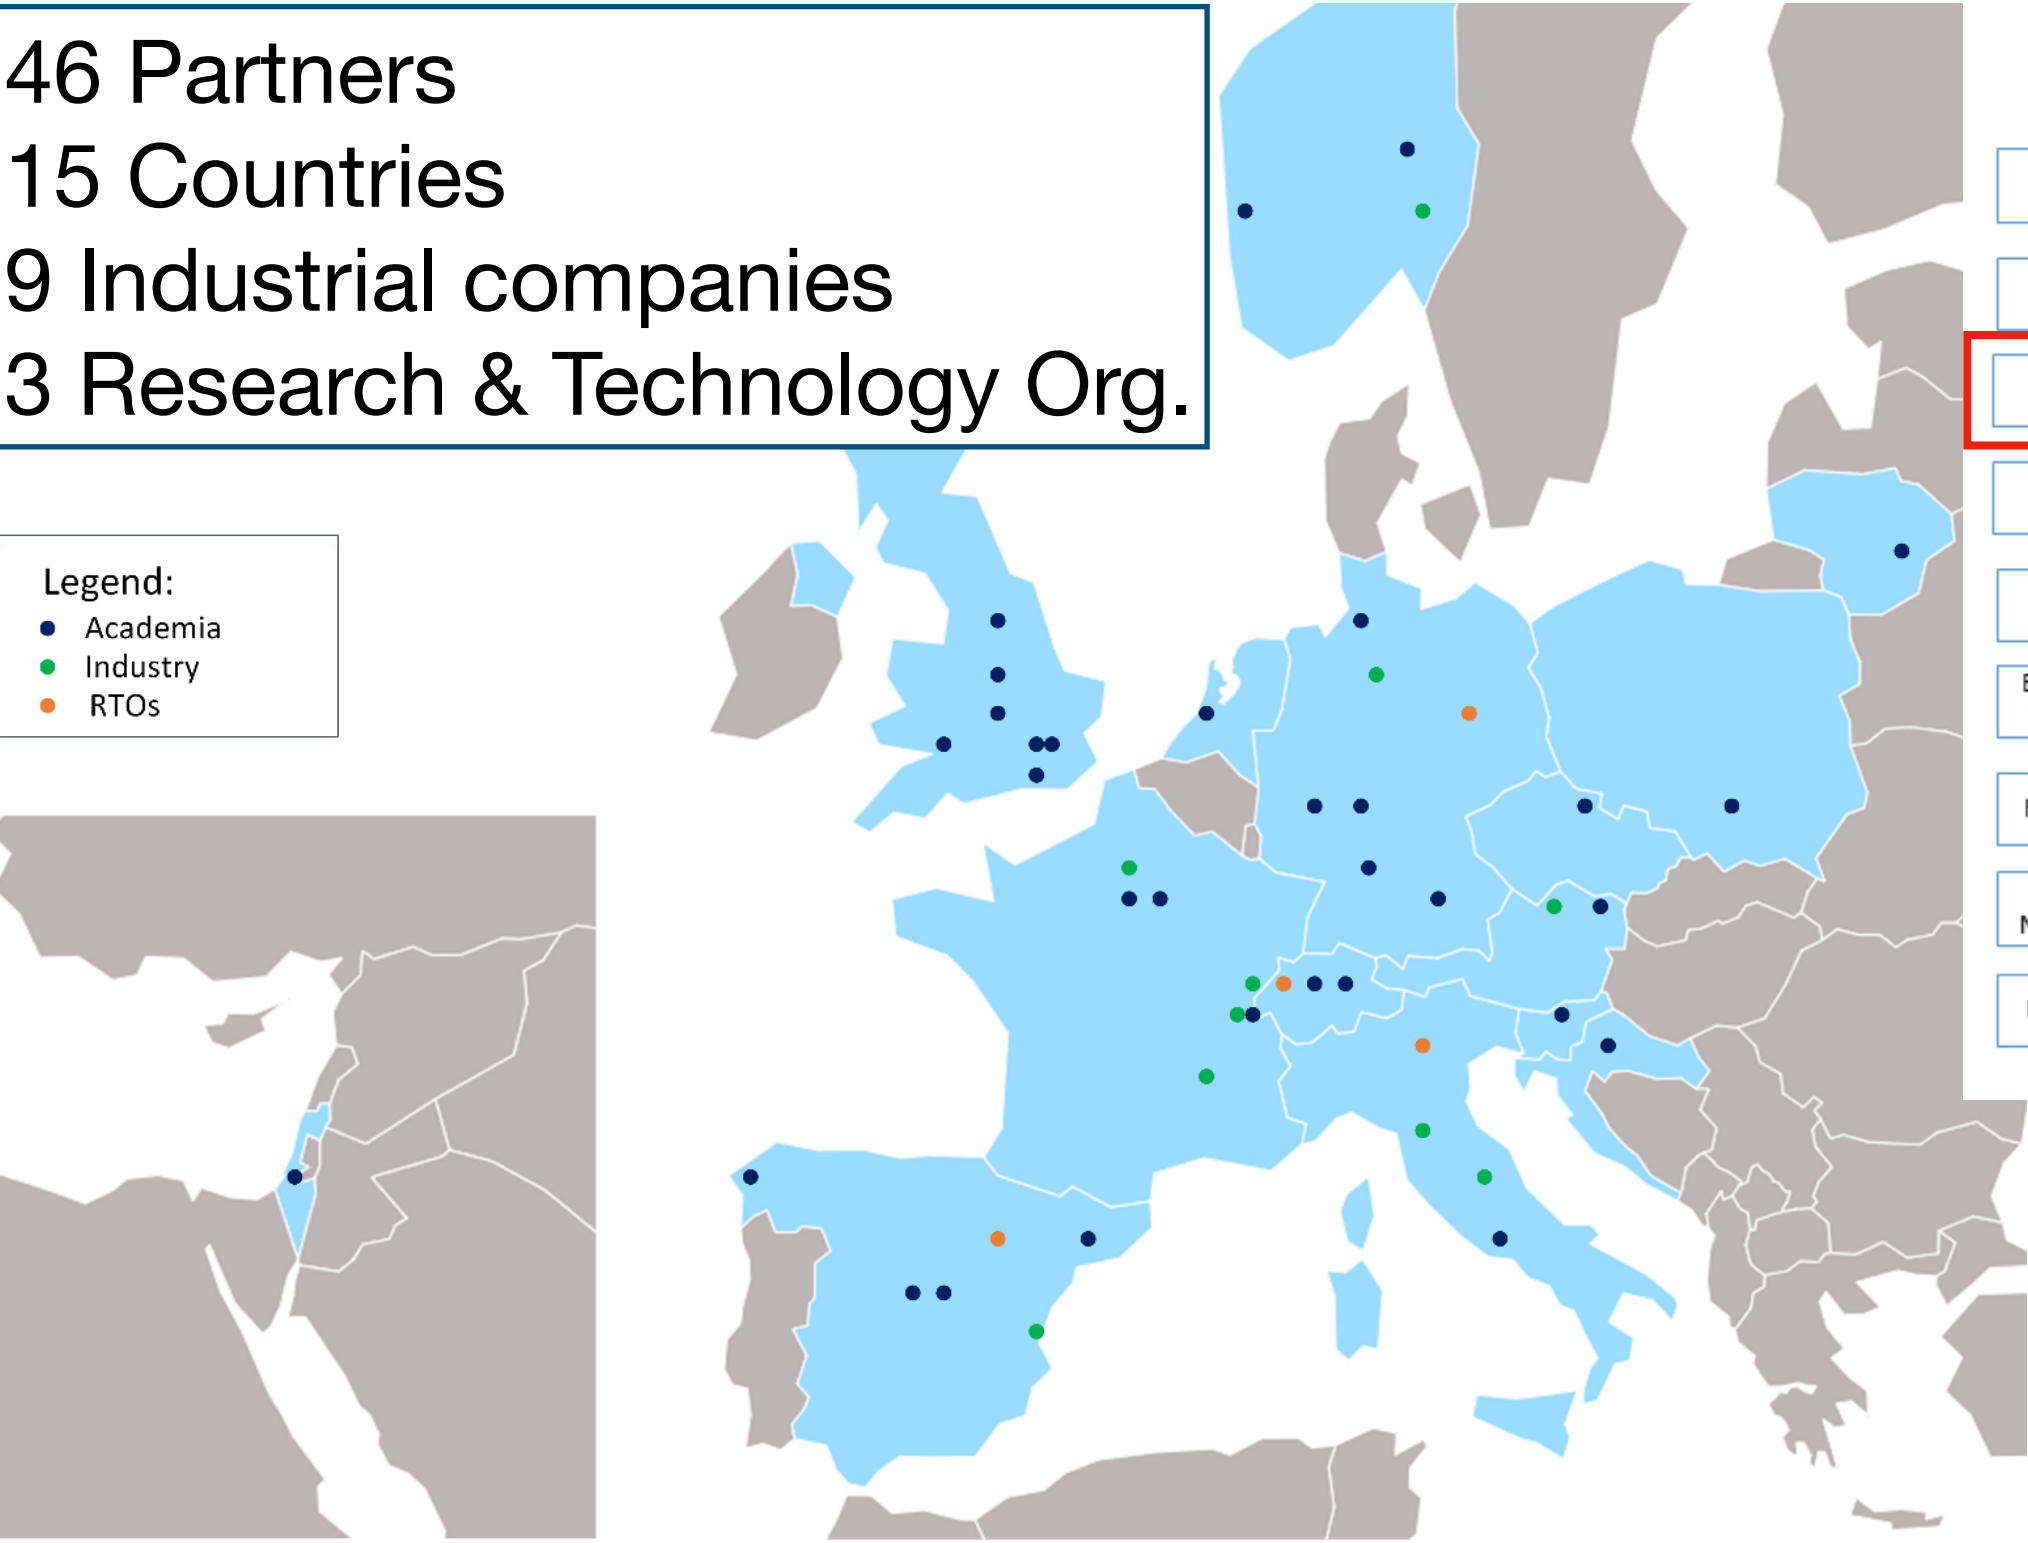 46 Partners
15 Countries
9 Industrial companies
3 Research & Technology Org.
Legend:
Academia
Industry
RTOs